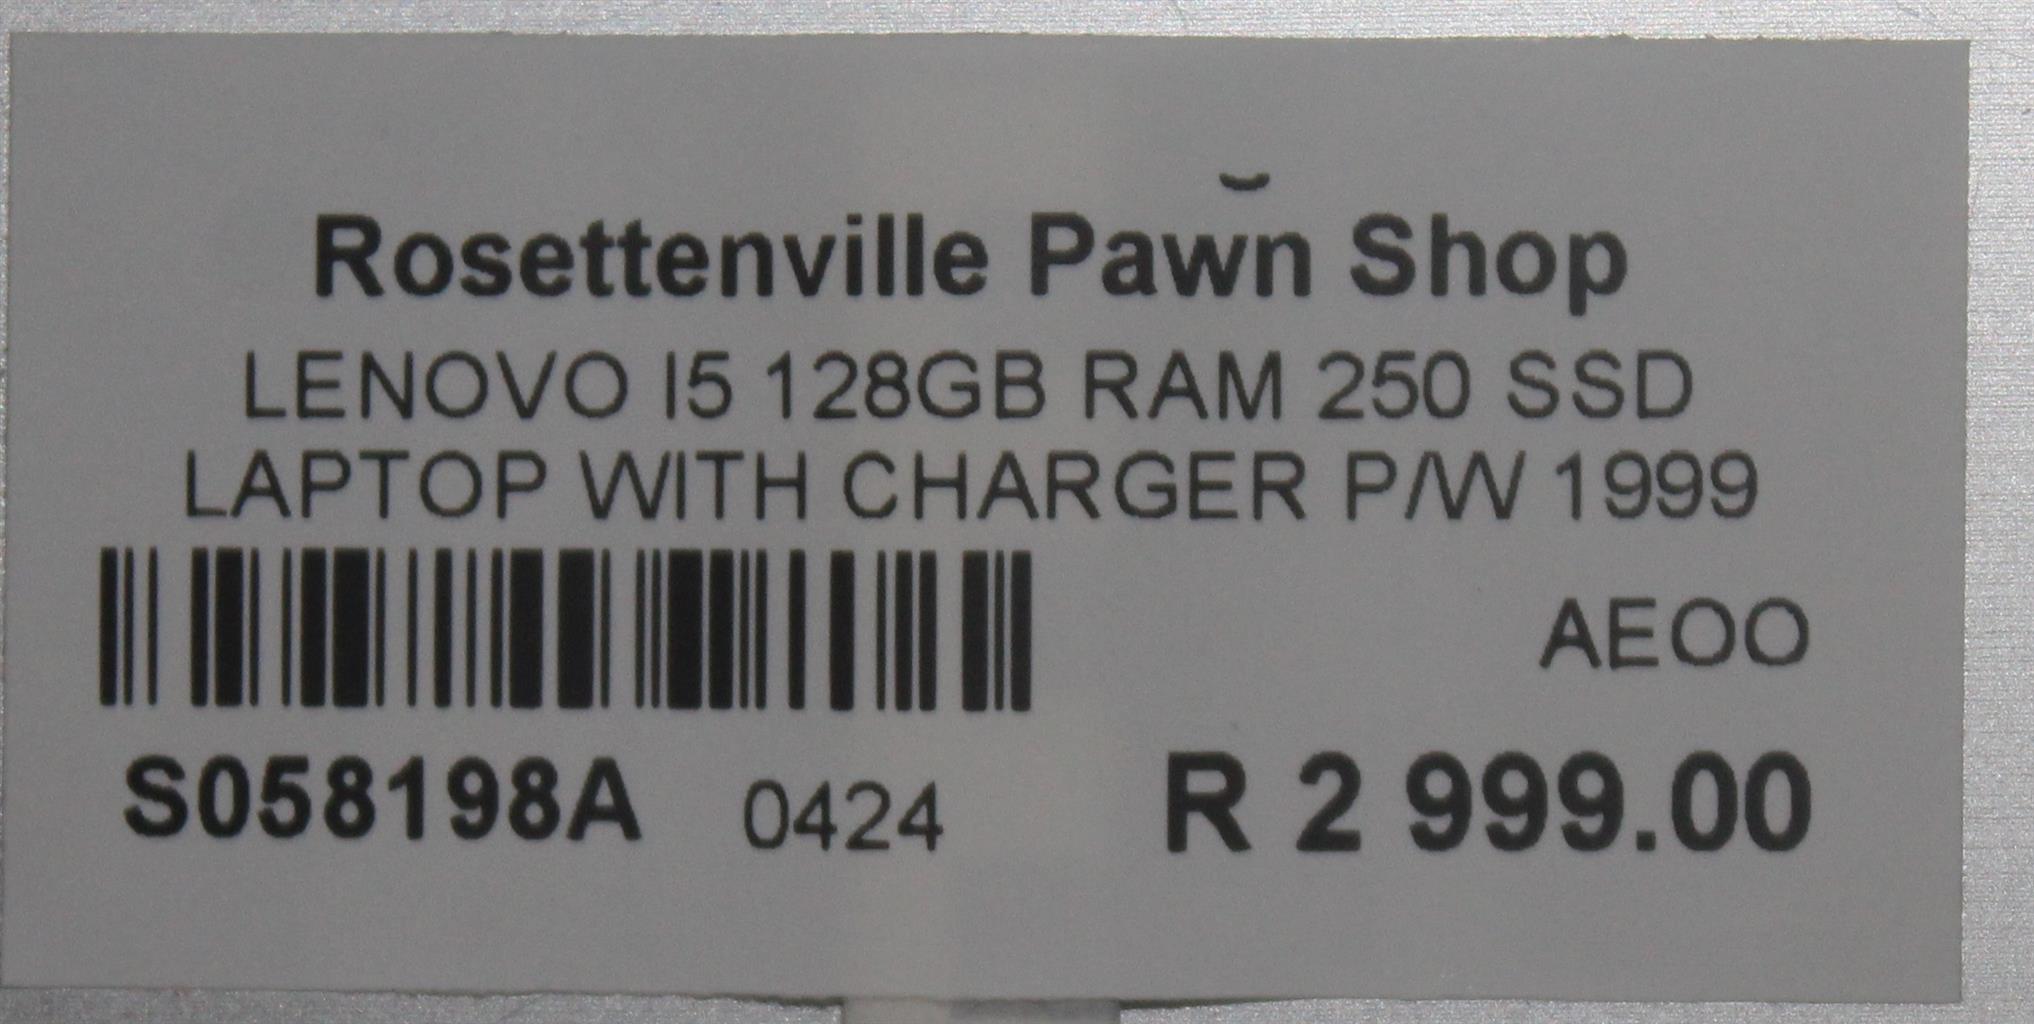 Rosettenville Pawn Shop
LENOVO I5 128GB RAM 250 SSD
LAPTOP WITH CHARGER P/W 1999
AEOO
S058198A 0424 R 2 999.00